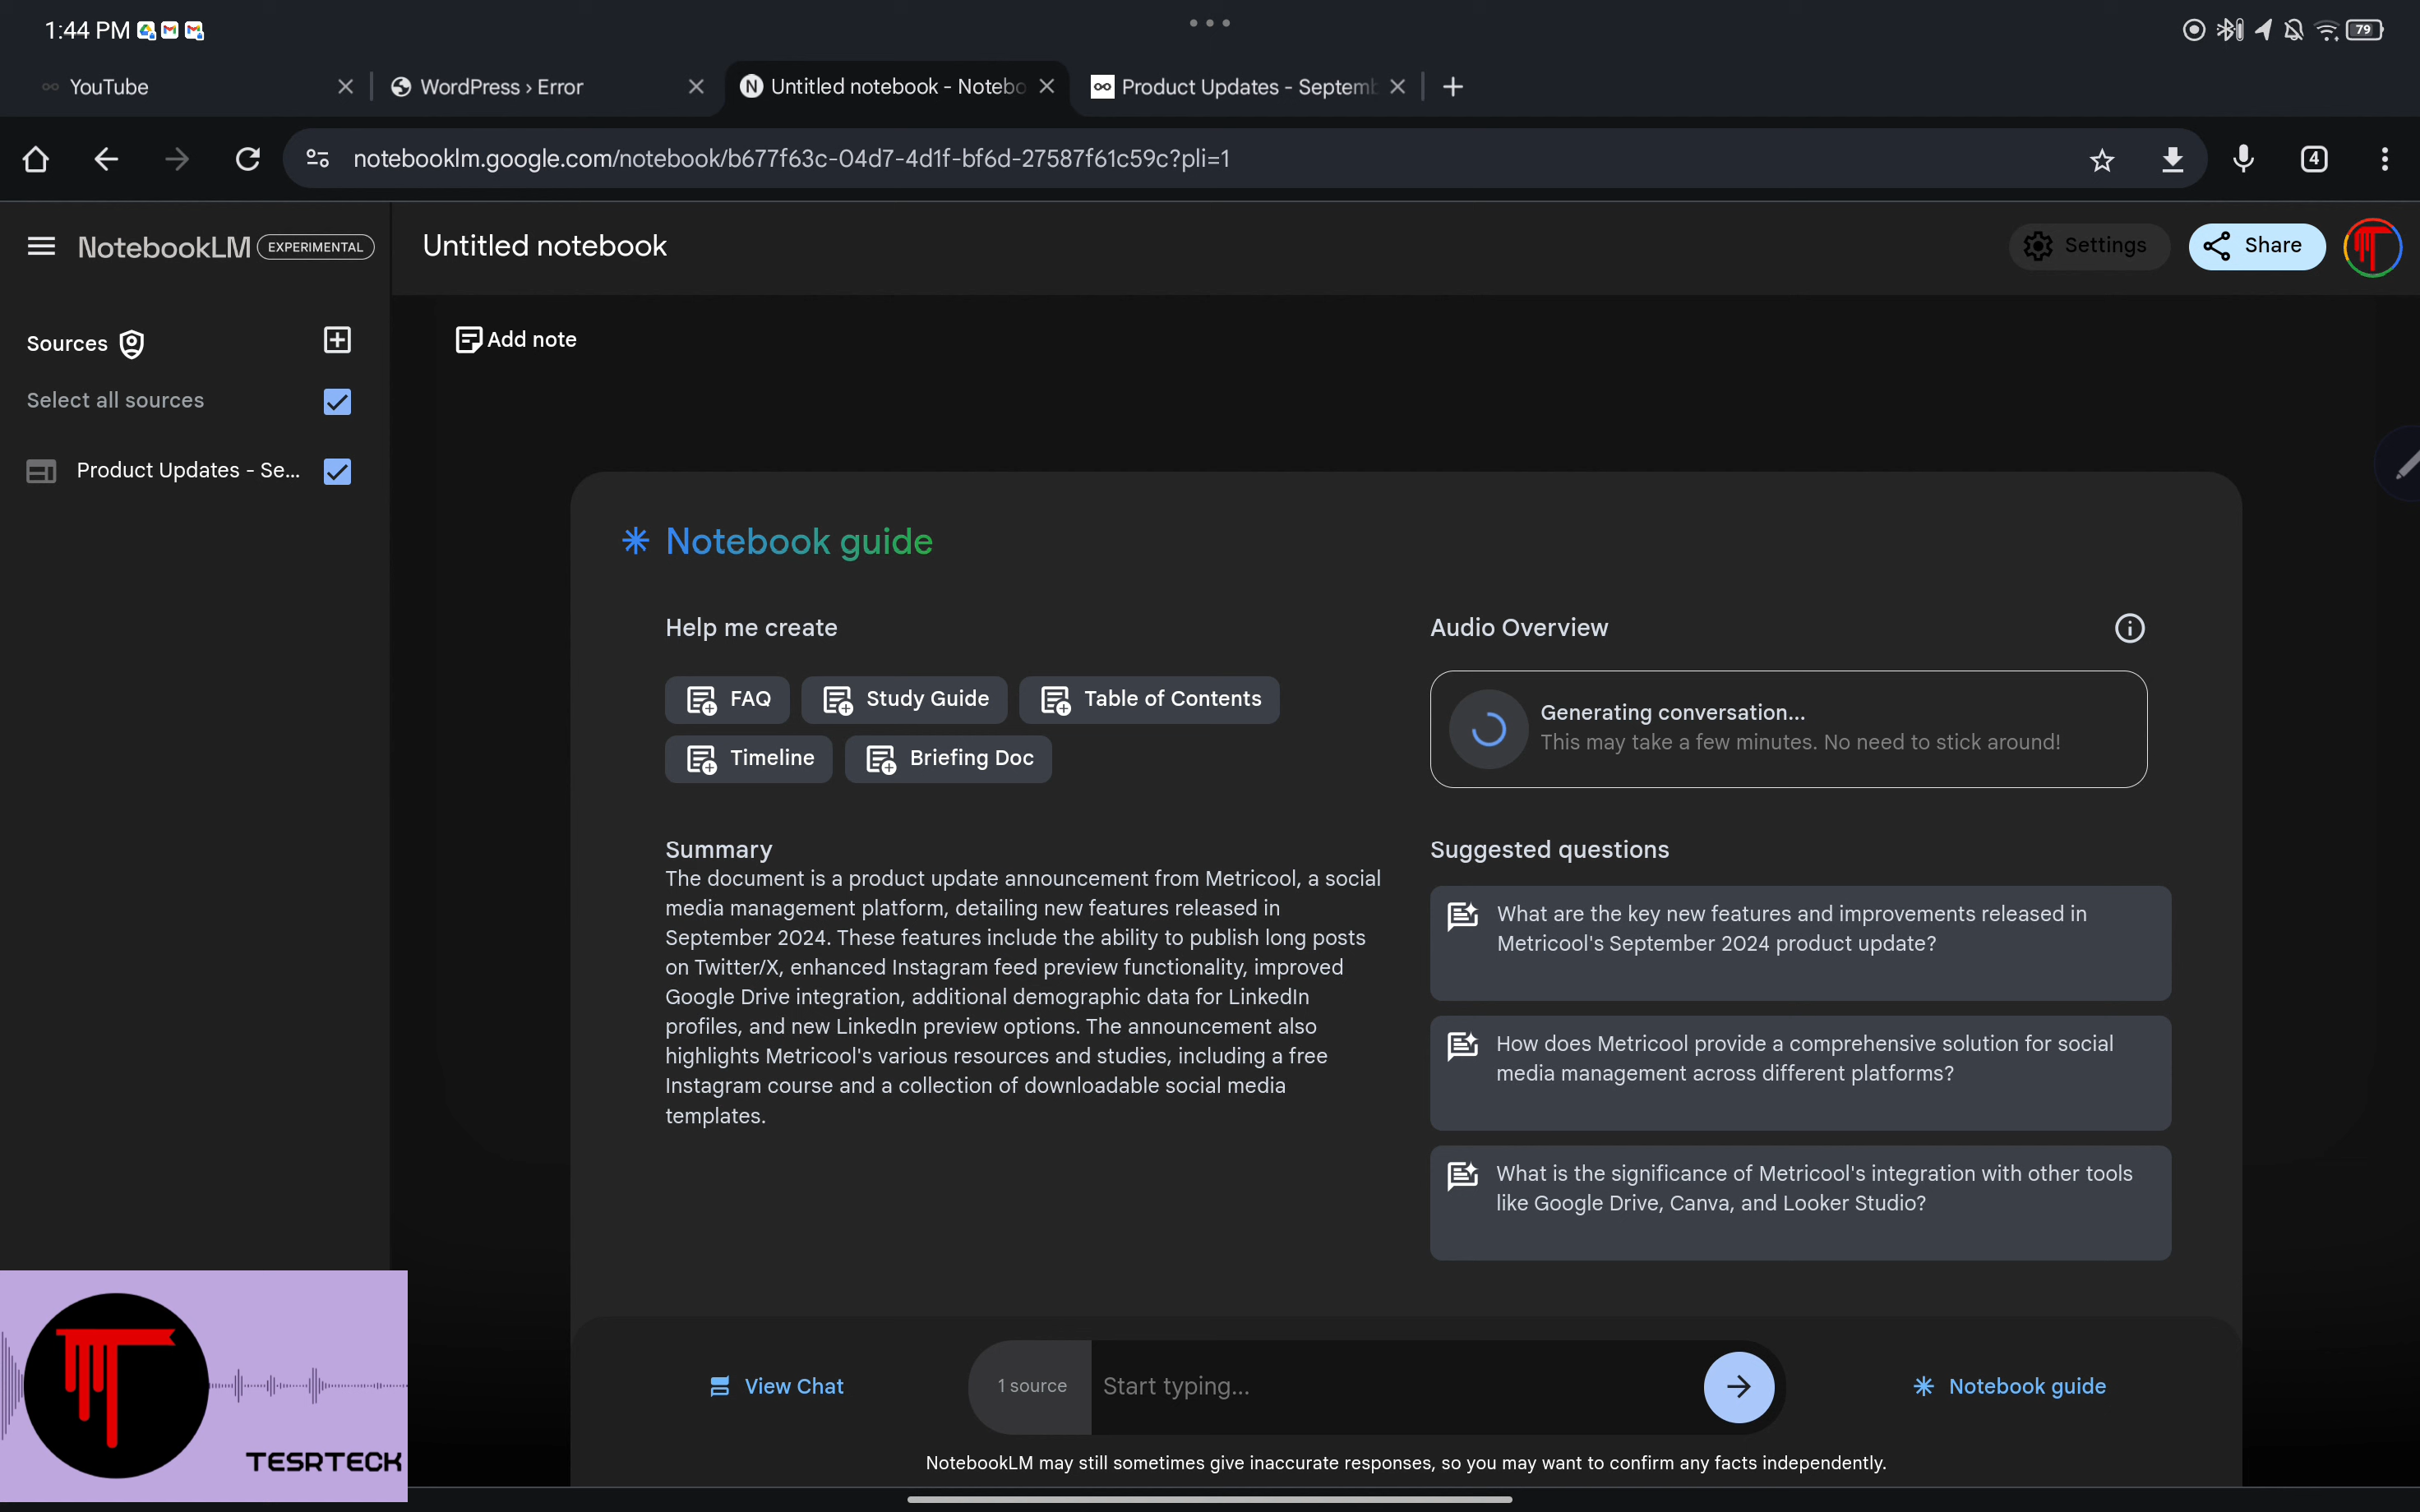 1:44 PM
79
YouTube
WordPress › Error
Untitled notebook - Notebo
Product Updates - Septemb
notebooklm.google.com/notebook/b677f63c-04d7-4d1f-bf6d-27587f61c59c?pli=1
4
NotebookLM
EXPERIMENTAL
Untitled notebook
Settings
Share
Sources
Select all sources
Product Updates - Se...
Add note
Notebook guide
Help me create
FAQ
Study Guide
Table of Contents
Timeline
Briefing Doc
Audio Overview
Generating conversation...
This may take a few minutes. No need to stick around!
Summary
The document is a product update announcement from Metricool, a social
media management platform, detailing new features released in
September 2024. These features include the ability to publish long posts
on Twitter/X, enhanced Instagram feed preview functionality, improved
Google Drive integration, additional demographic data for LinkedIn
profiles, and new LinkedIn preview options. The announcement also
highlights Metricool's various resources and studies, including a free
Instagram course and a collection of downloadable social media
templates.
Suggested questions
What are the key new features and improvements released in
Metricool's September 2024 product update?
How does Metricool provide a comprehensive solution for social
media management across different platforms?
What is the significance of Metricool's integration with other tools
like Google Drive, Canva, and Looker Studio?
View Chat
1 source
Start typing...
Notebook guide
NotebookLM may still sometimes give inaccurate responses, so you may want to confirm any facts independently.
TESRTECK